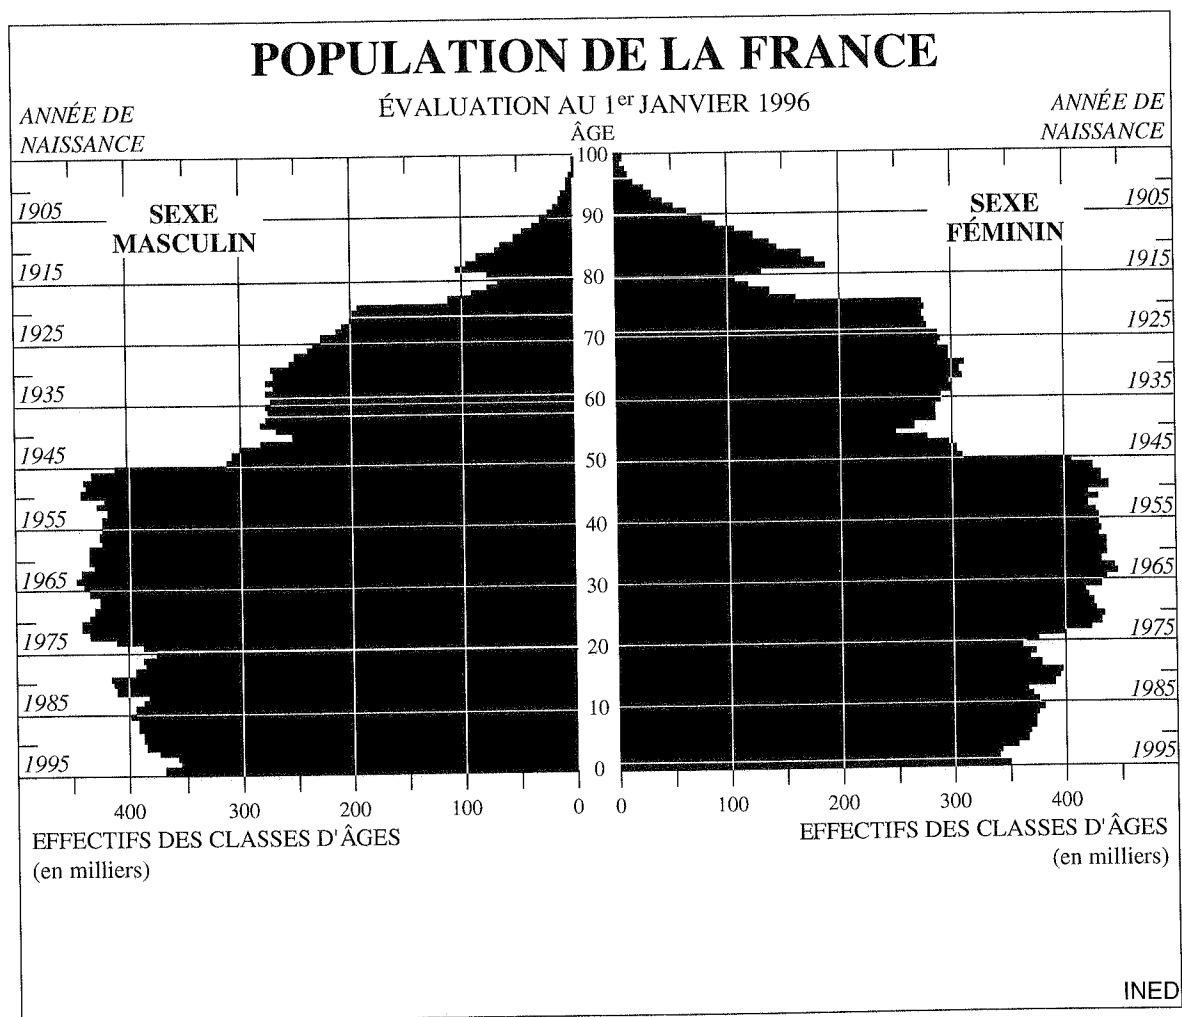 POPULATION DE LA FRANCE
ÉVALUATION AU 1er JANVIER 1996
ANNÉE DE
NAISSANCE
ÂGE
ANNÉE DE
NAISSANCE
100
1905
SEXE
MASCULIN
90
SEXE
FÉMININ
1905
1915
80
1915
1925
70
1925
1935
60
1935
1945
50
1945
1955
40
1955
1965
30
1965
1975
20
1975
1985
10
1985
1995
0
1995
400 300 200 100 0 0 100 200 300 400
EFFECTIFS DES CLASSES D'ÂGES
(en milliers)
EFFECTIFS DES CLASSES D'ÂGES
(en milliers)
INED